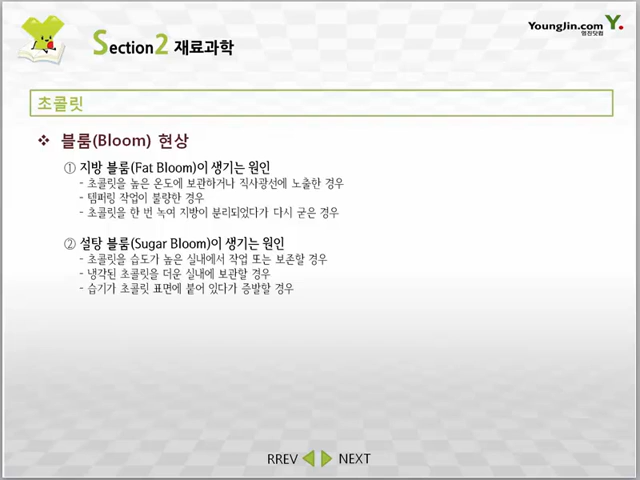 Section2 재료과학
YoungJin.com Y.
영진닷컴
초콜릿
❖ 블룸(Bloom) 현상
① 지방 블룸(Fat Bloom)이 생기는 원인
- 초콜릿을 높은 온도에 보관하거나 직사광선에 노출한 경우
- 템퍼링 작업이 불량한 경우
- 초콜릿을 한 번 녹여 지방이 분리되었다가 다시 굳은 경우
② 설탕 블룸(Sugar Bloom)이 생기는 원인
- 초콜릿을 습도가 높은 실내에서 작업 또는 보존할 경우
- 냉각된 초콜릿을 더운 실내에 보관할 경우
- 습기가 초콜릿 표면에 붙어 있다가 증발할 경우
RREV NEXT